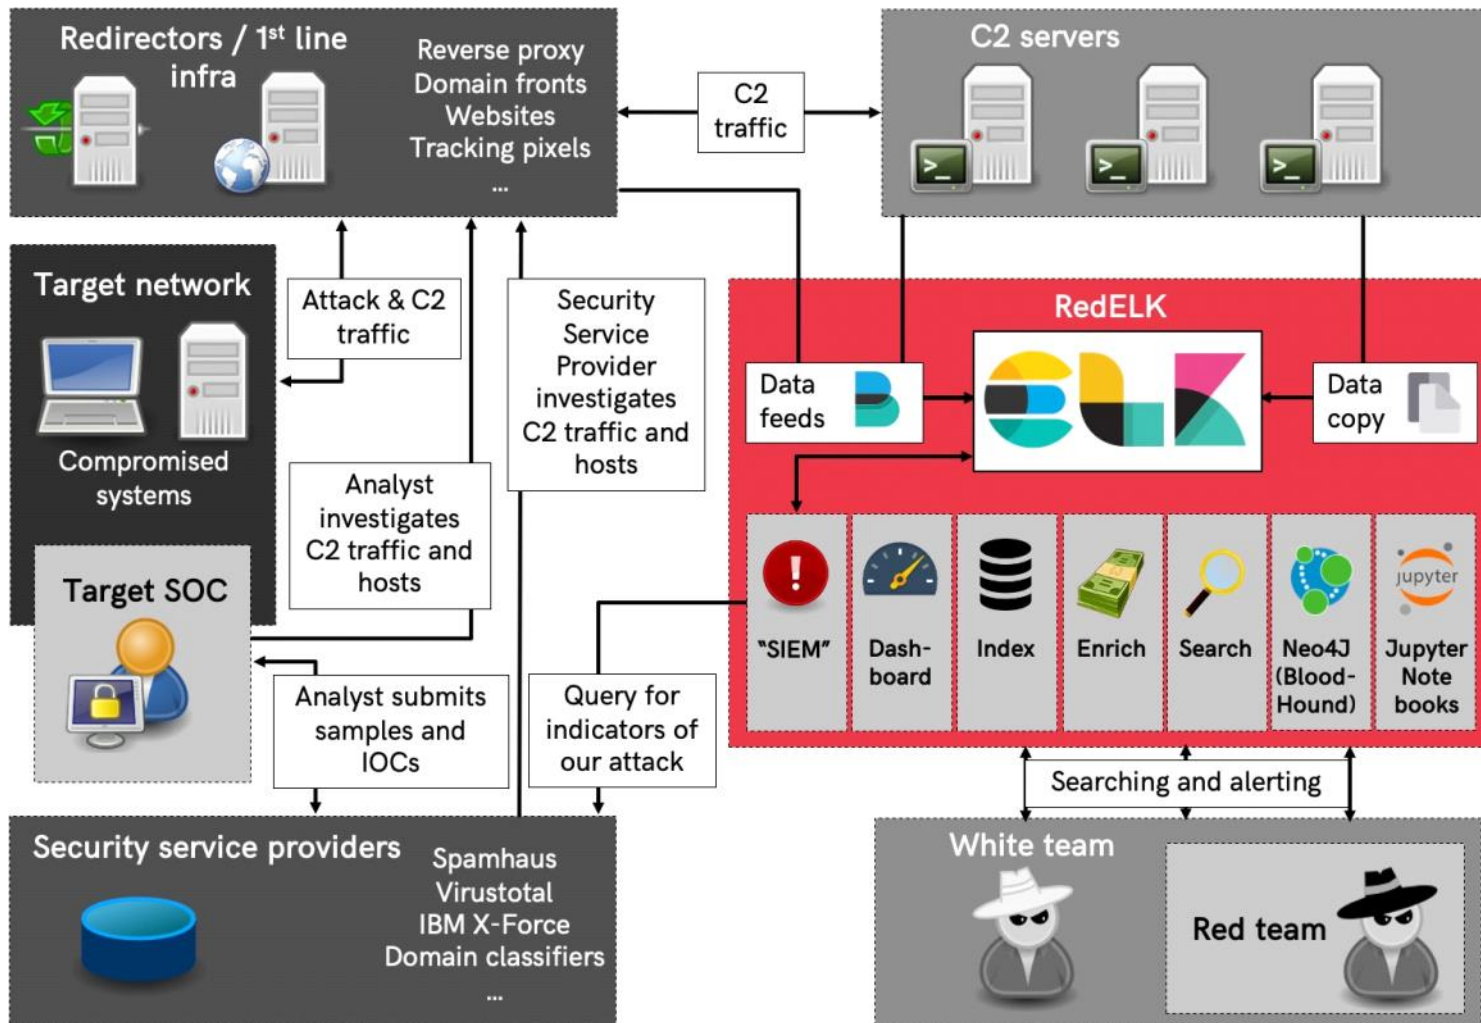 Redirectors / 1st line
infra
Reverse proxy
Domain fronts
Websites
Tracking pixels
...
C2
traffic
C2 servers
>_
>_
>_
Target network
Compromised
systems
Attack & C2
traffic
Security
Service
Provider
investigates
C2 traffic and
hosts
Analyst
investigates
C2 traffic and
hosts
Target SOC
Analyst submits
samples and
IOCs
Query for
indicators of
our attack
RedELK
Data
feeds
ELK
Data
copy
"SIEM"
Dash-
board
Index
Enrich
Search
Neo4J
(Blood-
Hound)
jupyter
Jupyter
Note
books
Searching and alerting
Security service providers
Spamhaus
Virustotal
IBM X-Force
Domain classifiers
...
White team
Red team